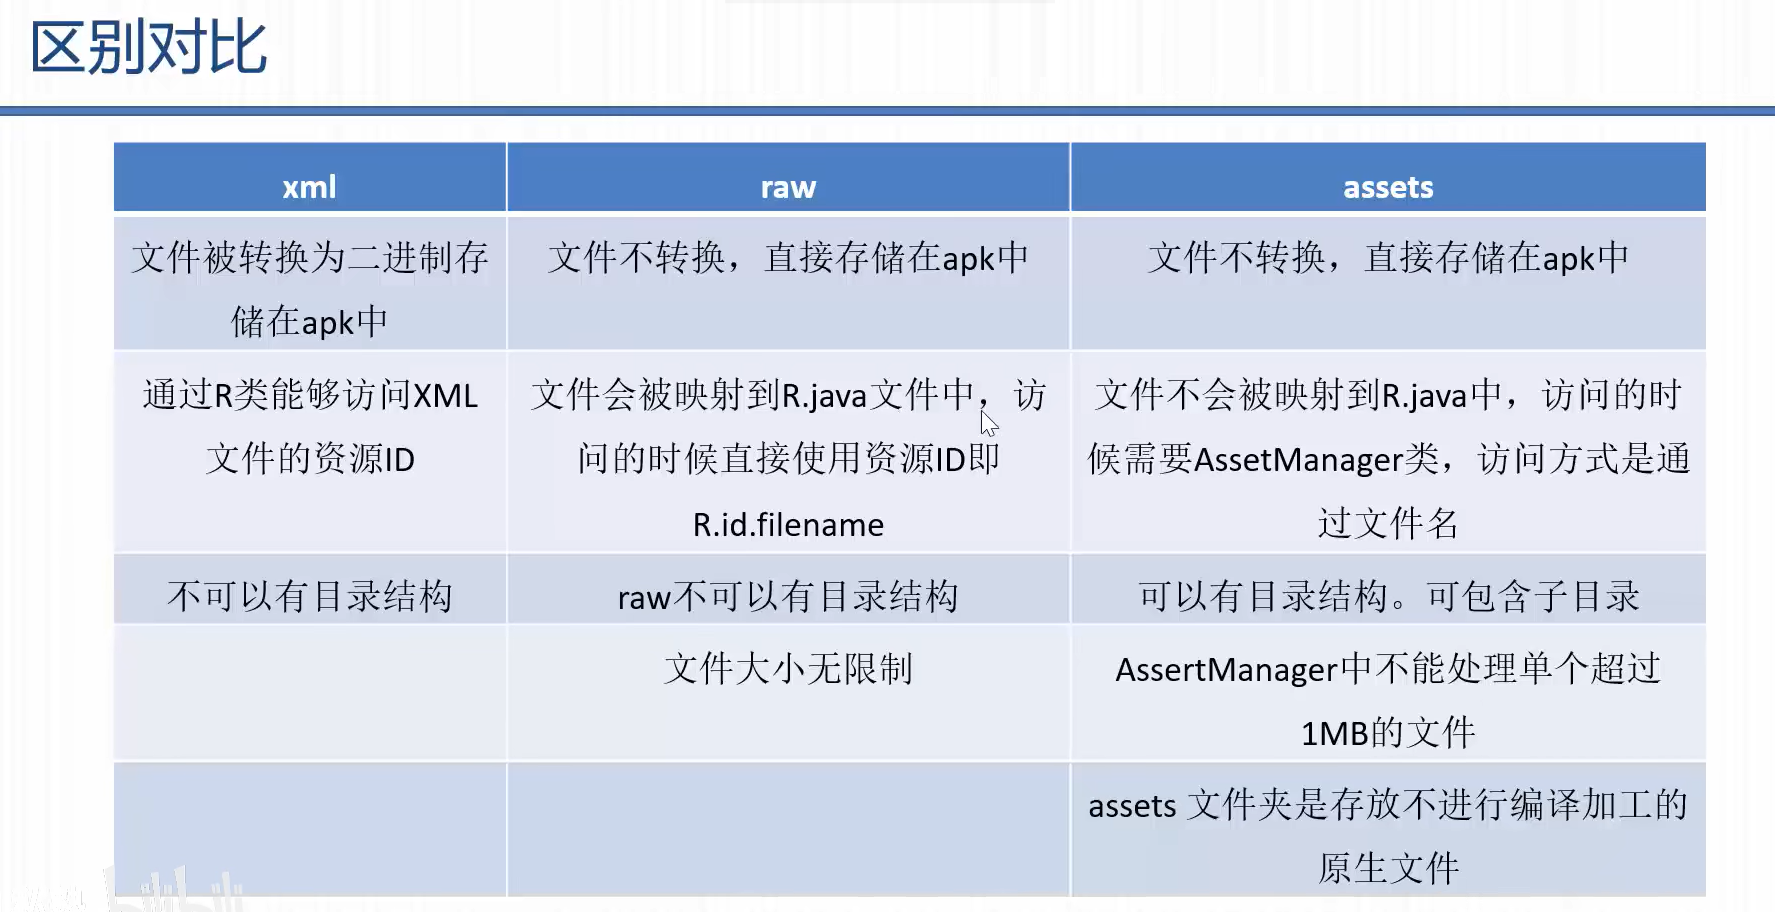 区别对比
xml
raw
assets
文件被转换为二进制存
储在apk中
文件不转换，直接存储在apk中
文件不转换，直接存储在apk中
通过R类能够访问XML
文件的资源ID
文件会被映射到R.java文件中，访
问的时候直接使用资源ID即
R.id.filename
文件不会被映射到R.java中，访问的时
候需要AssetManager类，访问方式是通
过文件名
不可以有目录结构
raw不可以有目录结构
可以有目录结构。可包含子目录
文件大小无限制
AssertManager中不能处理单个超过
1MB的文件
assets 文件夹是存放不进行编译加工的
原生文件
bilibili